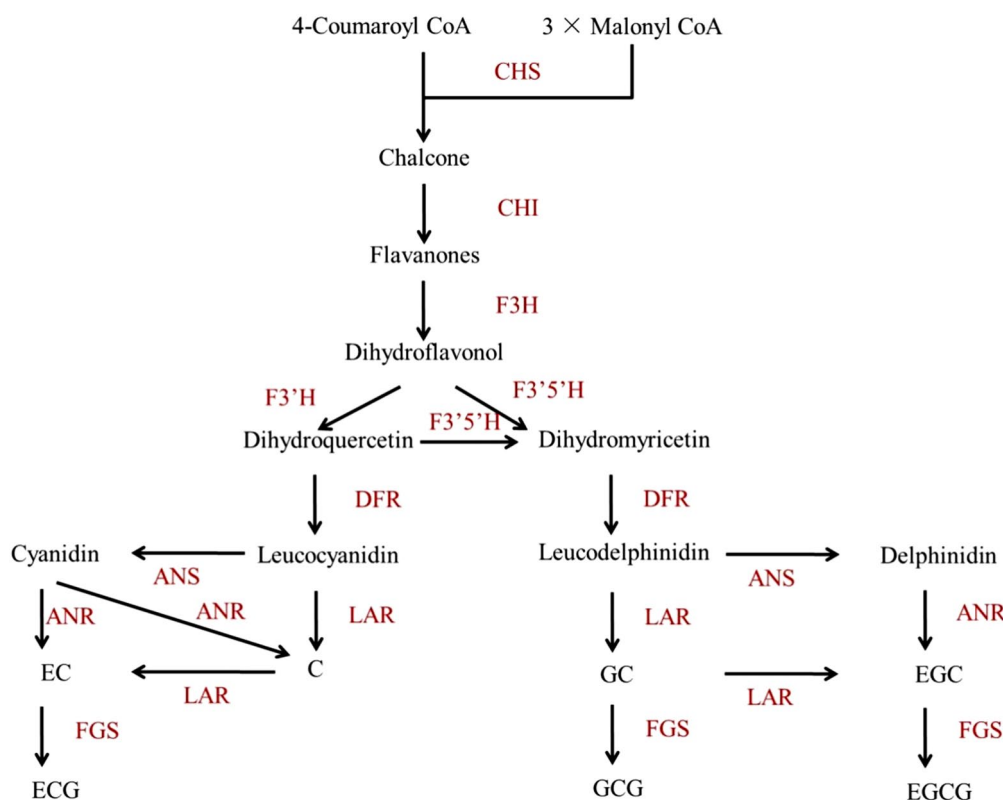 4-Coumaroyl CoA 3 × Malonyl CoA
CHS
Chalcone
CHI
Flavanones
F3H
Dihydroflavonol
F3’H F3’5’H
F3’5’H
Dihydroquercetin Dihydromyricetin
DFR DFR
Cyanidin Leucocyanidin Leucodelphinidin Delphinidin
ANS ANS
ANR ANR LAR LAR ANR
EC C GC EGC
LAR LAR
FGS FGS FGS
ECG GCG EGCG